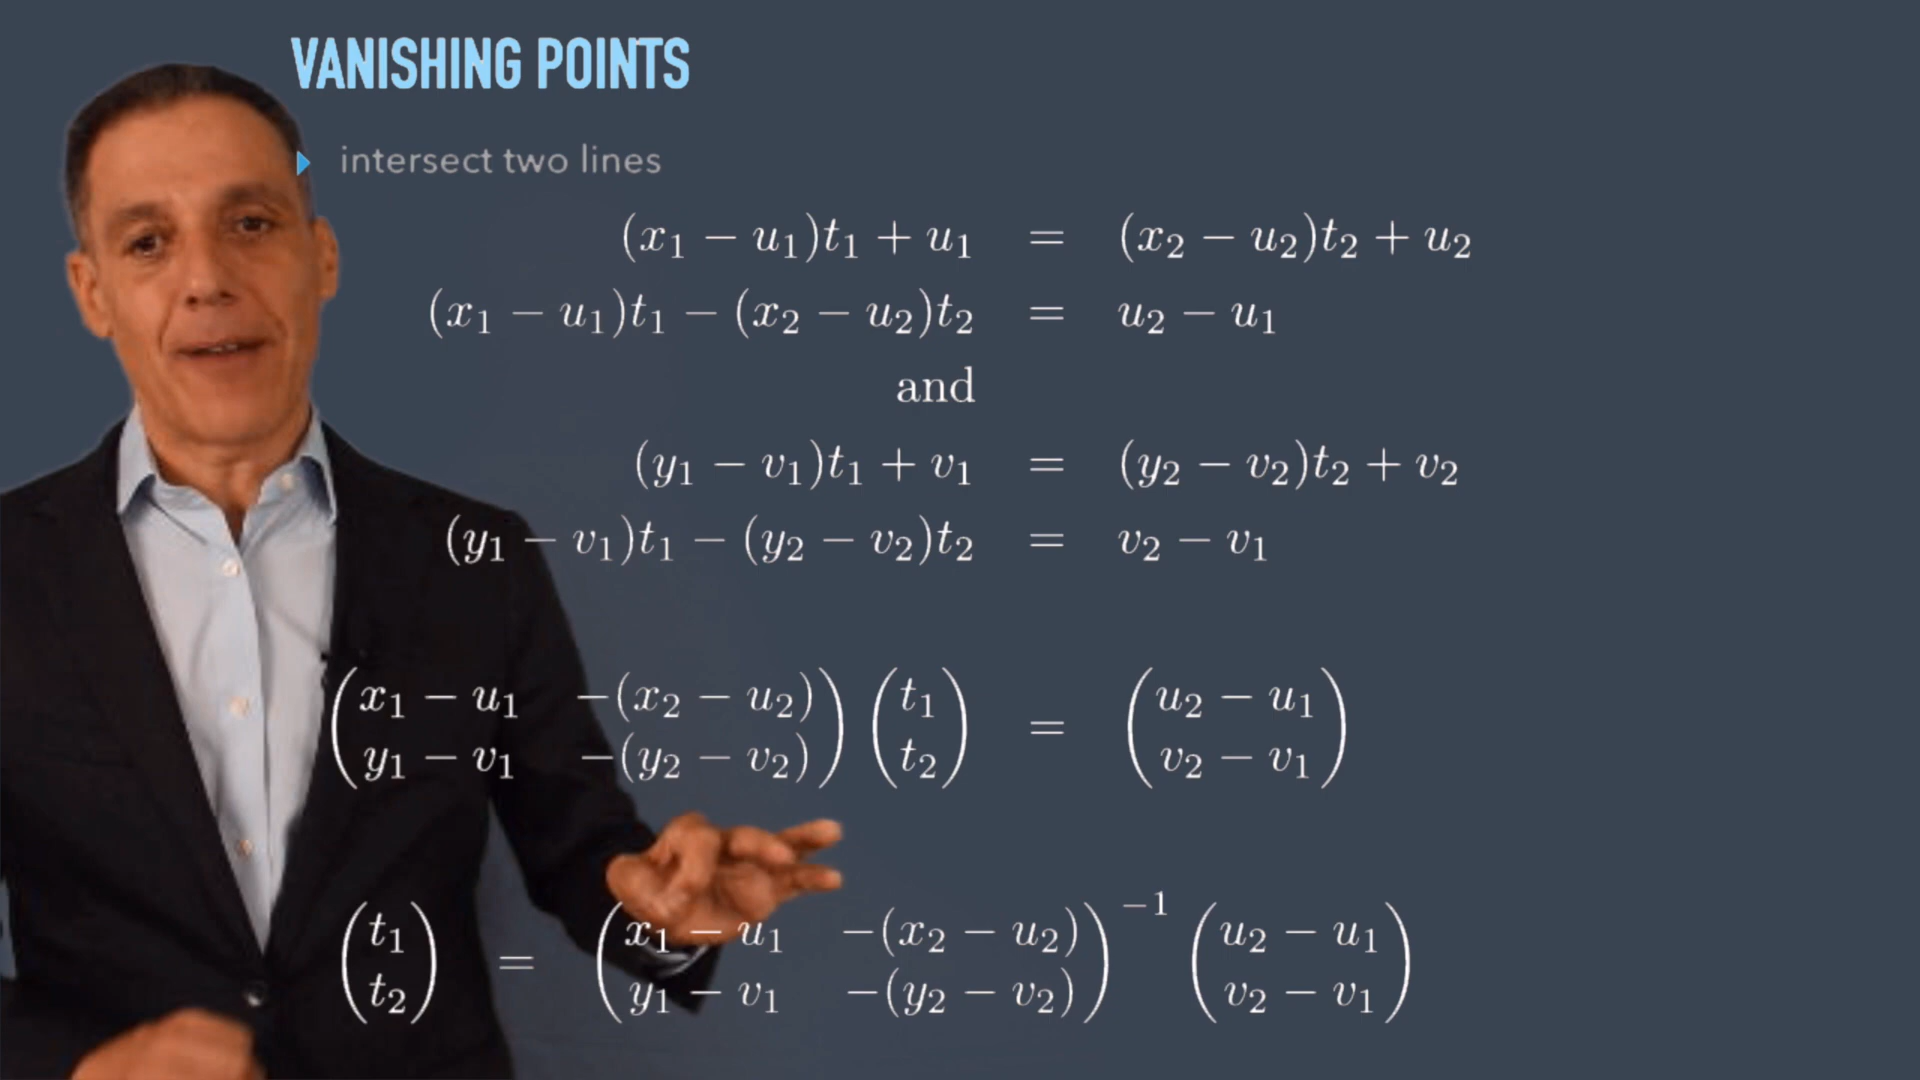 VANISHING POINTS
intersect two lines
(x₁ − u₁)t₁ + u₁ = (x₂ − u₂)t₂ + u₂
(x₁ − u₁)t₁ − (x₂ − u₂)t₂ = u₂ − u₁
and
(y₁ − v₁)t₁ + v₁ = (y₂ − v₂)t₂ + v₂
(y₁ − v₁)t₁ − (y₂ − v₂)t₂ = v₂ − v₁
(x₁ − u₁ −(x₂ − u₂)) (t₁) = (u₂ − u₁)
(y₁ − v₁ −(y₂ − v₂)) (t₂) (v₂ − v₁)
(t₁) = (x₁ − u₁ −(x₂ − u₂))⁻¹ (u₂ − u₁)
(t₂) (y₁ − v₁ −(y₂ − v₂)) (v₂ − v₁)